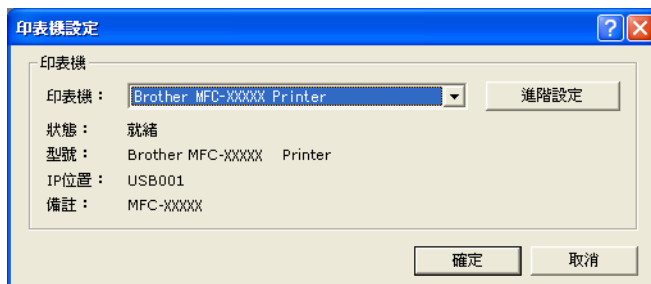 印表機設定
印表機
印表機： Brother MFC-XXXXX Printer 進階設定
狀態： 就緒
型號： Brother MFC-XXXXX Printer
IP位置： USB001
備註： MFC-XXXXX
確定 取消